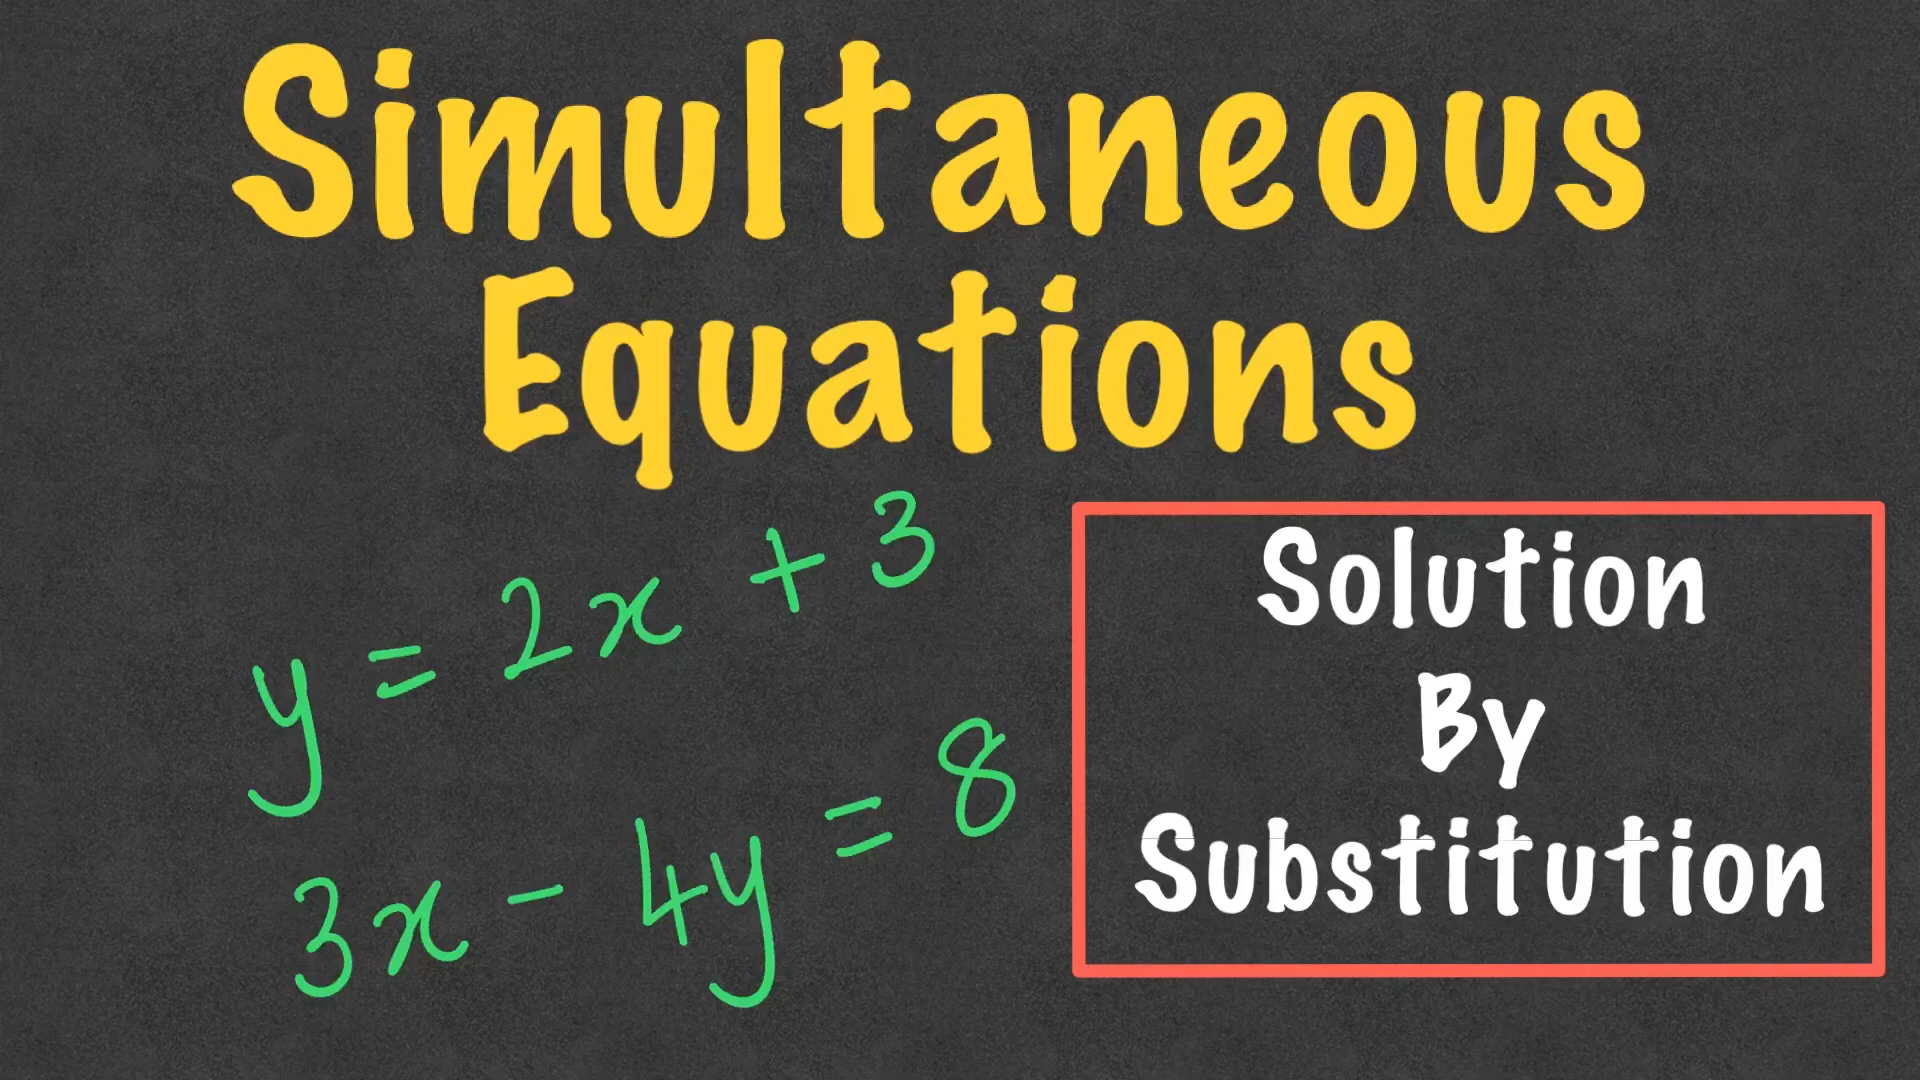 Simultaneous
Equations
y = 2x + 3
3x - 4y = 8
Solution
By
Substitution